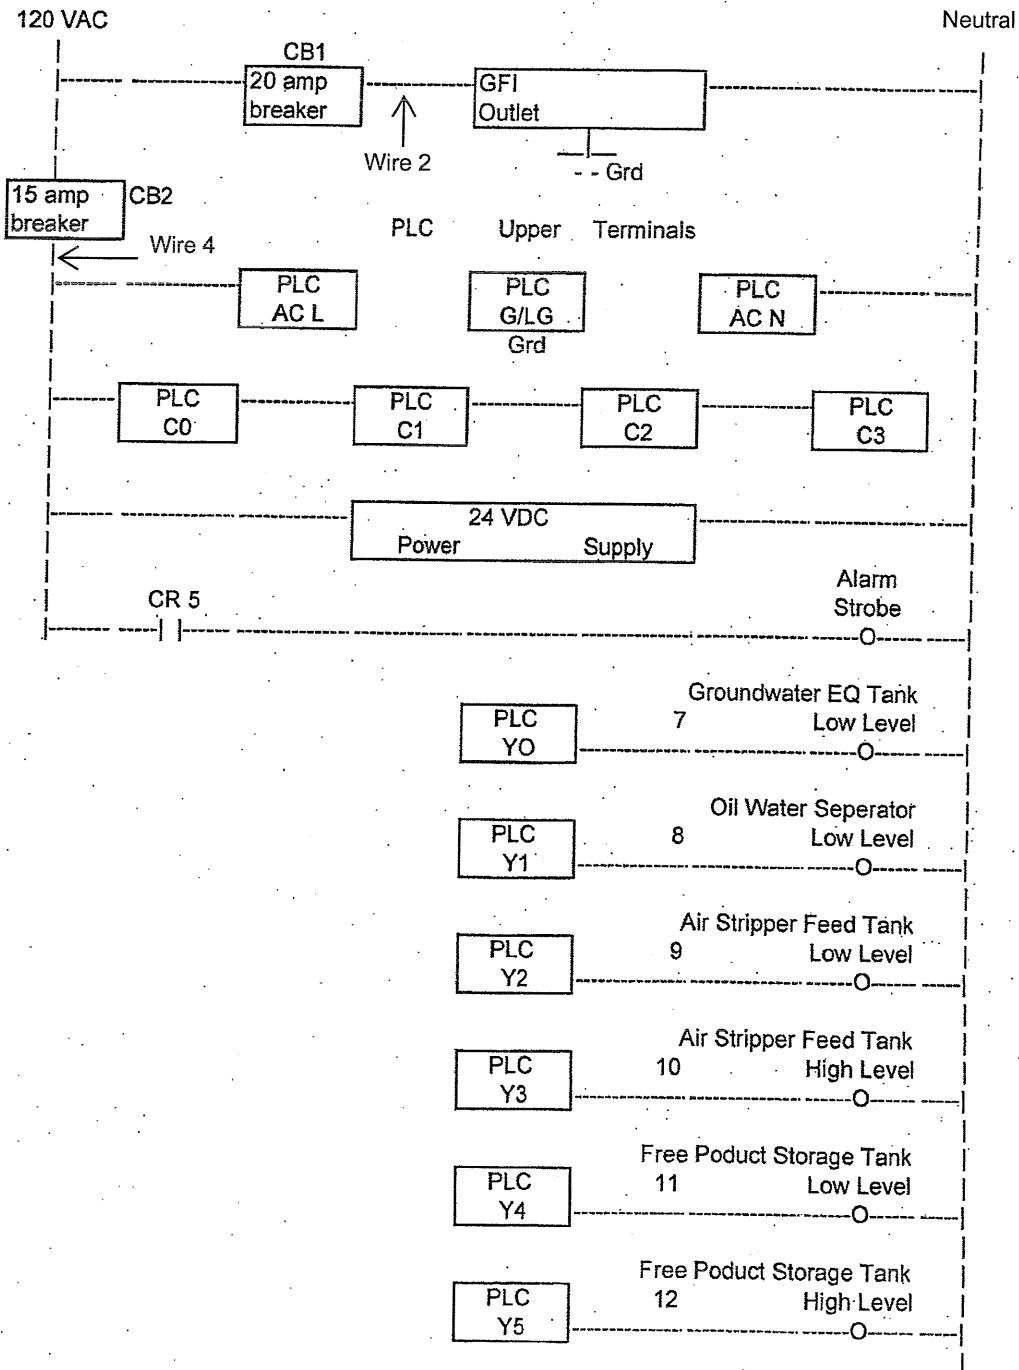 120 VAC
Neutral
CB1
20 amp
breaker
GFI
Outlet
Wire 2
Grd
15 amp
breaker
CB2
Wire 4
PLC Upper Terminals
PLC
AC L
PLC
G/LG
Grd
PLC
AC N
PLC
C0
PLC
C1
PLC
C2
PLC
C3
24 VDC
Power Supply
CR 5
Alarm
Strobe
PLC
YO
7
Groundwater EQ Tank
Low Level
PLC
Y1
8
Oil Water Seperator
Low Level
PLC
Y2
9
Air Stripper Feed Tank
Low Level
PLC
Y3
10
Air Stripper Feed Tank
High Level
PLC
Y4
11
Free Poduct Storage Tank
Low Level
PLC
Y5
12
Free Poduct Storage Tank
High Level